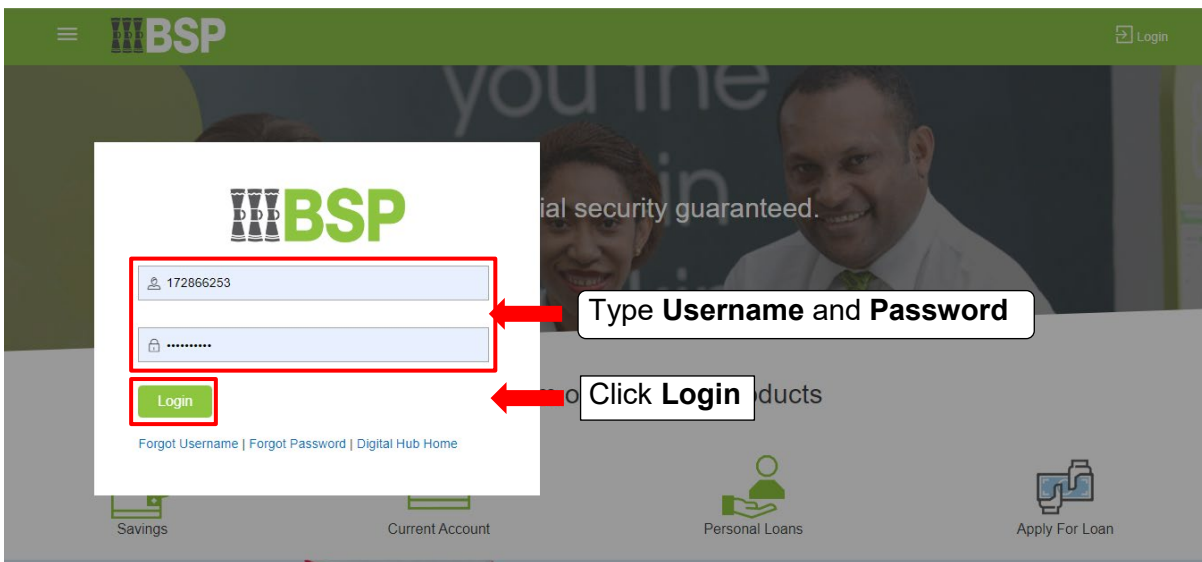 BSP
Login
you the
in
ial security guaranteed.
BSP
172866253
Type Username and Password
••••••••••
Login
Click Login
ducts
Forgot Username | Forgot Password | Digital Hub Home
Savings
Current Account
Personal Loans
Apply For Loan